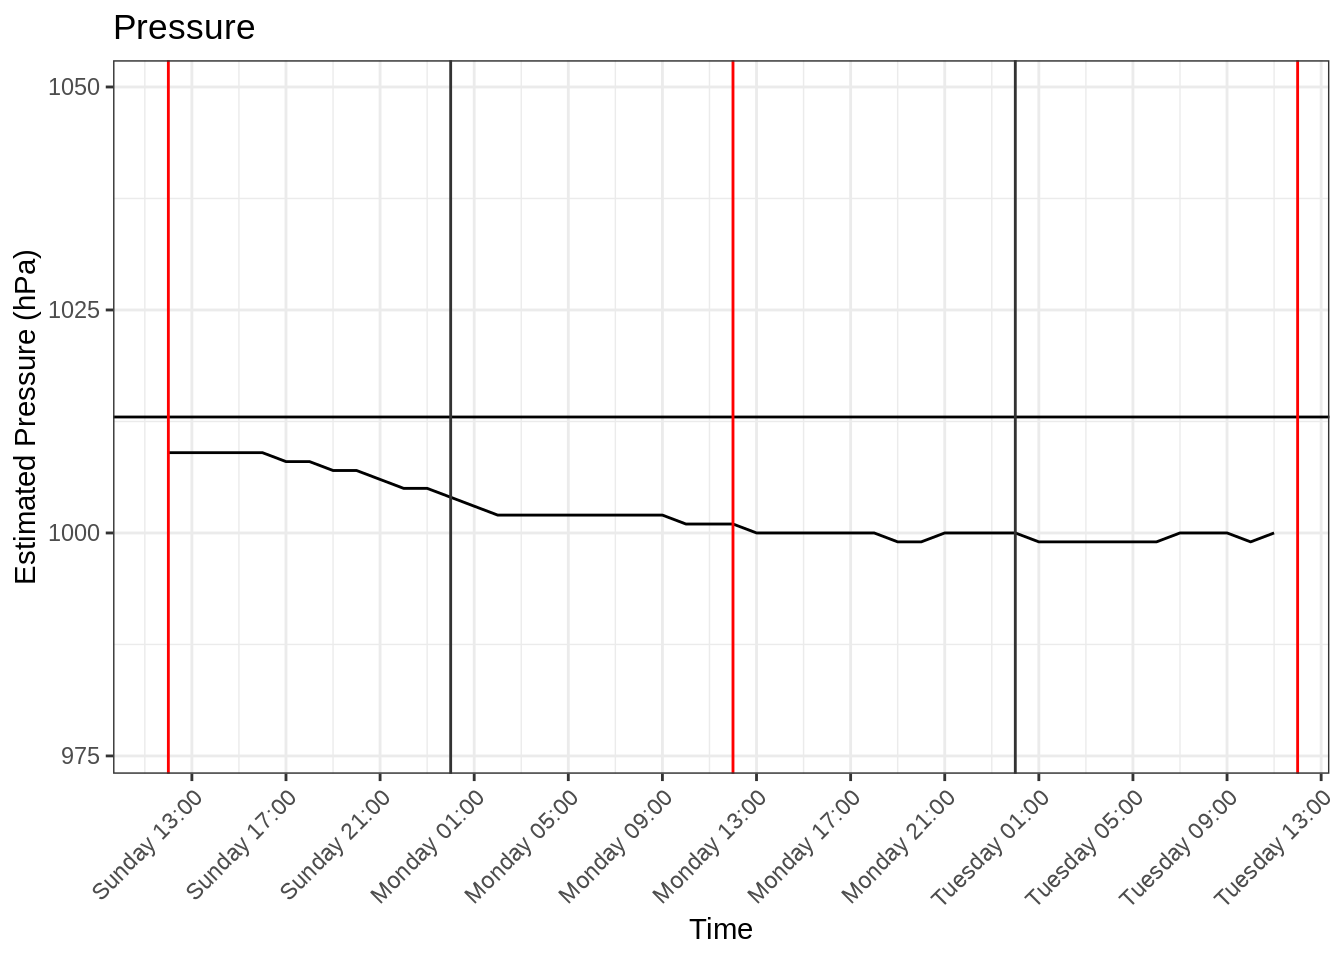 Pressure
Estimated Pressure (hPa)
1050
1025
1000
975
Sunday 13:00
Sunday 17:00
Sunday 21:00
Monday 01:00
Monday 05:00
Monday 09:00
Monday 13:00
Monday 17:00
Monday 21:00
Tuesday 01:00
Tuesday 05:00
Tuesday 09:00
Tuesday 13:00
Time